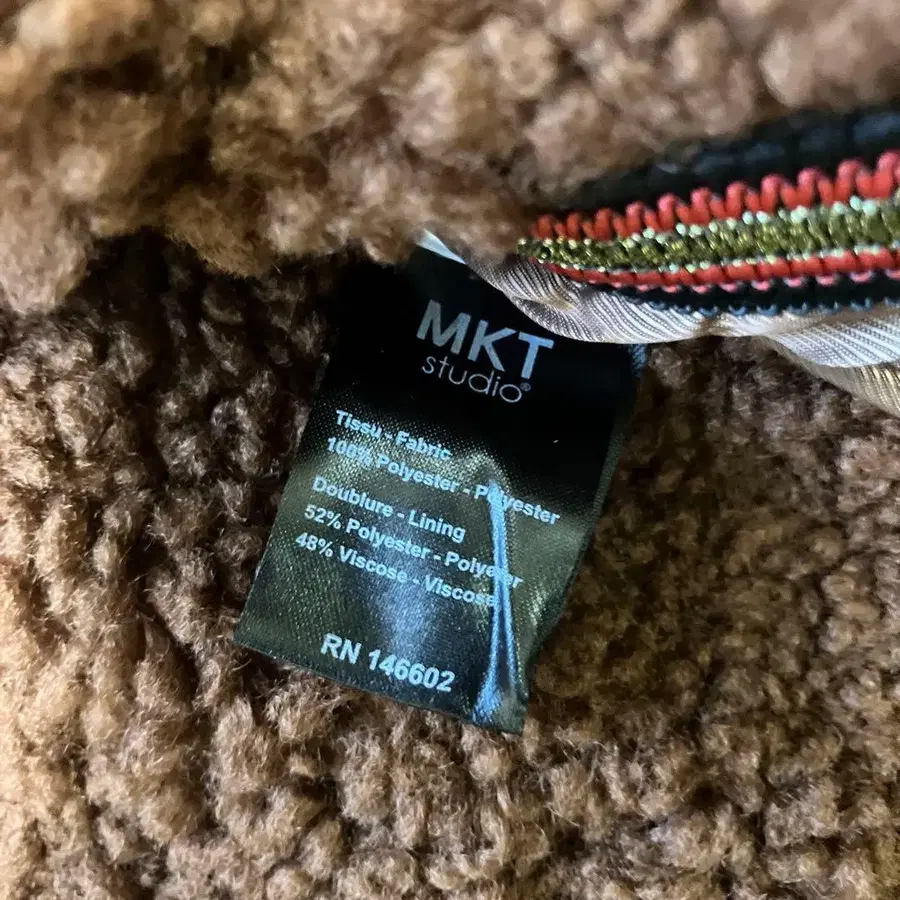 MKT
studio®
Tissu - Fabric
100% Polyester - Polyester
Doublure - Lining
52% Polyester - Polyester
48% Viscose - Viscose
RN 146602